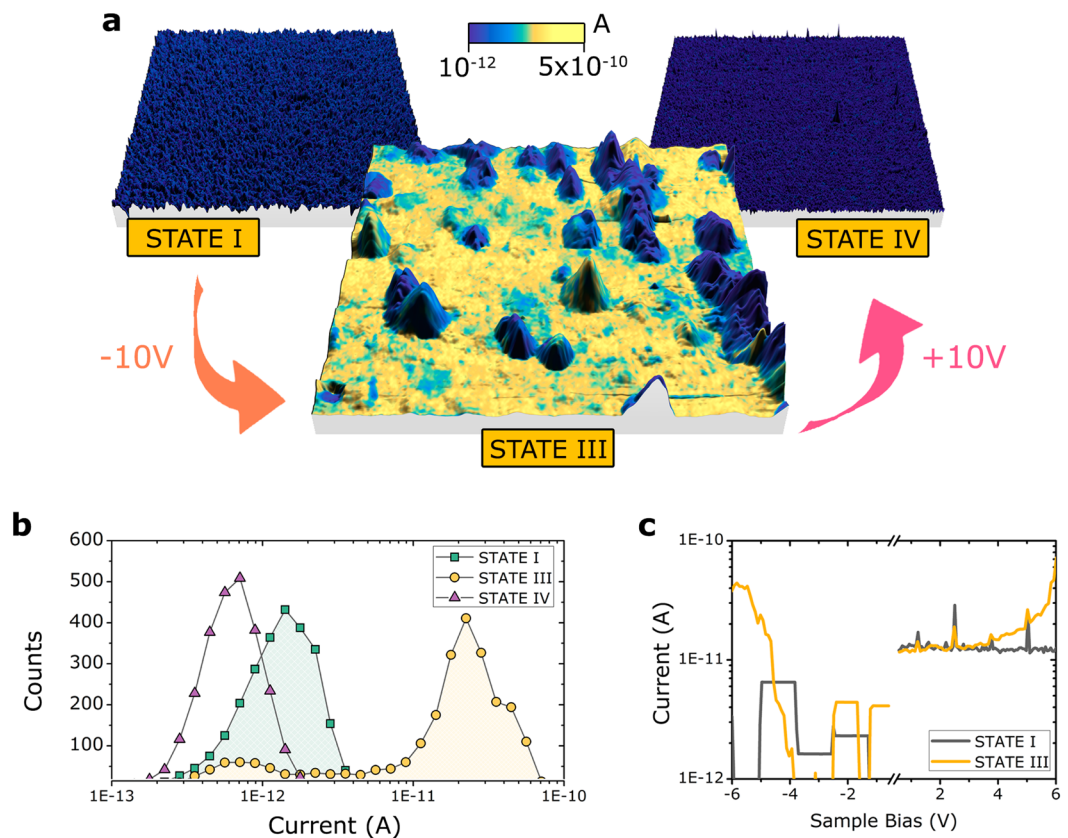 a
A
10⁻¹² 5x10⁻¹⁰
STATE I
STATE IV
-10V
+10V
STATE III
b
600
500
400
300
200
100
Counts
STATE I
STATE III
STATE IV
1E-13 1E-12 1E-11 1E-10
Current (A)
c
1E-10
1E-11
1E-12
Current (A)
STATE I
STATE III
-6 -4 -2 2 4 6
Sample Bias (V)